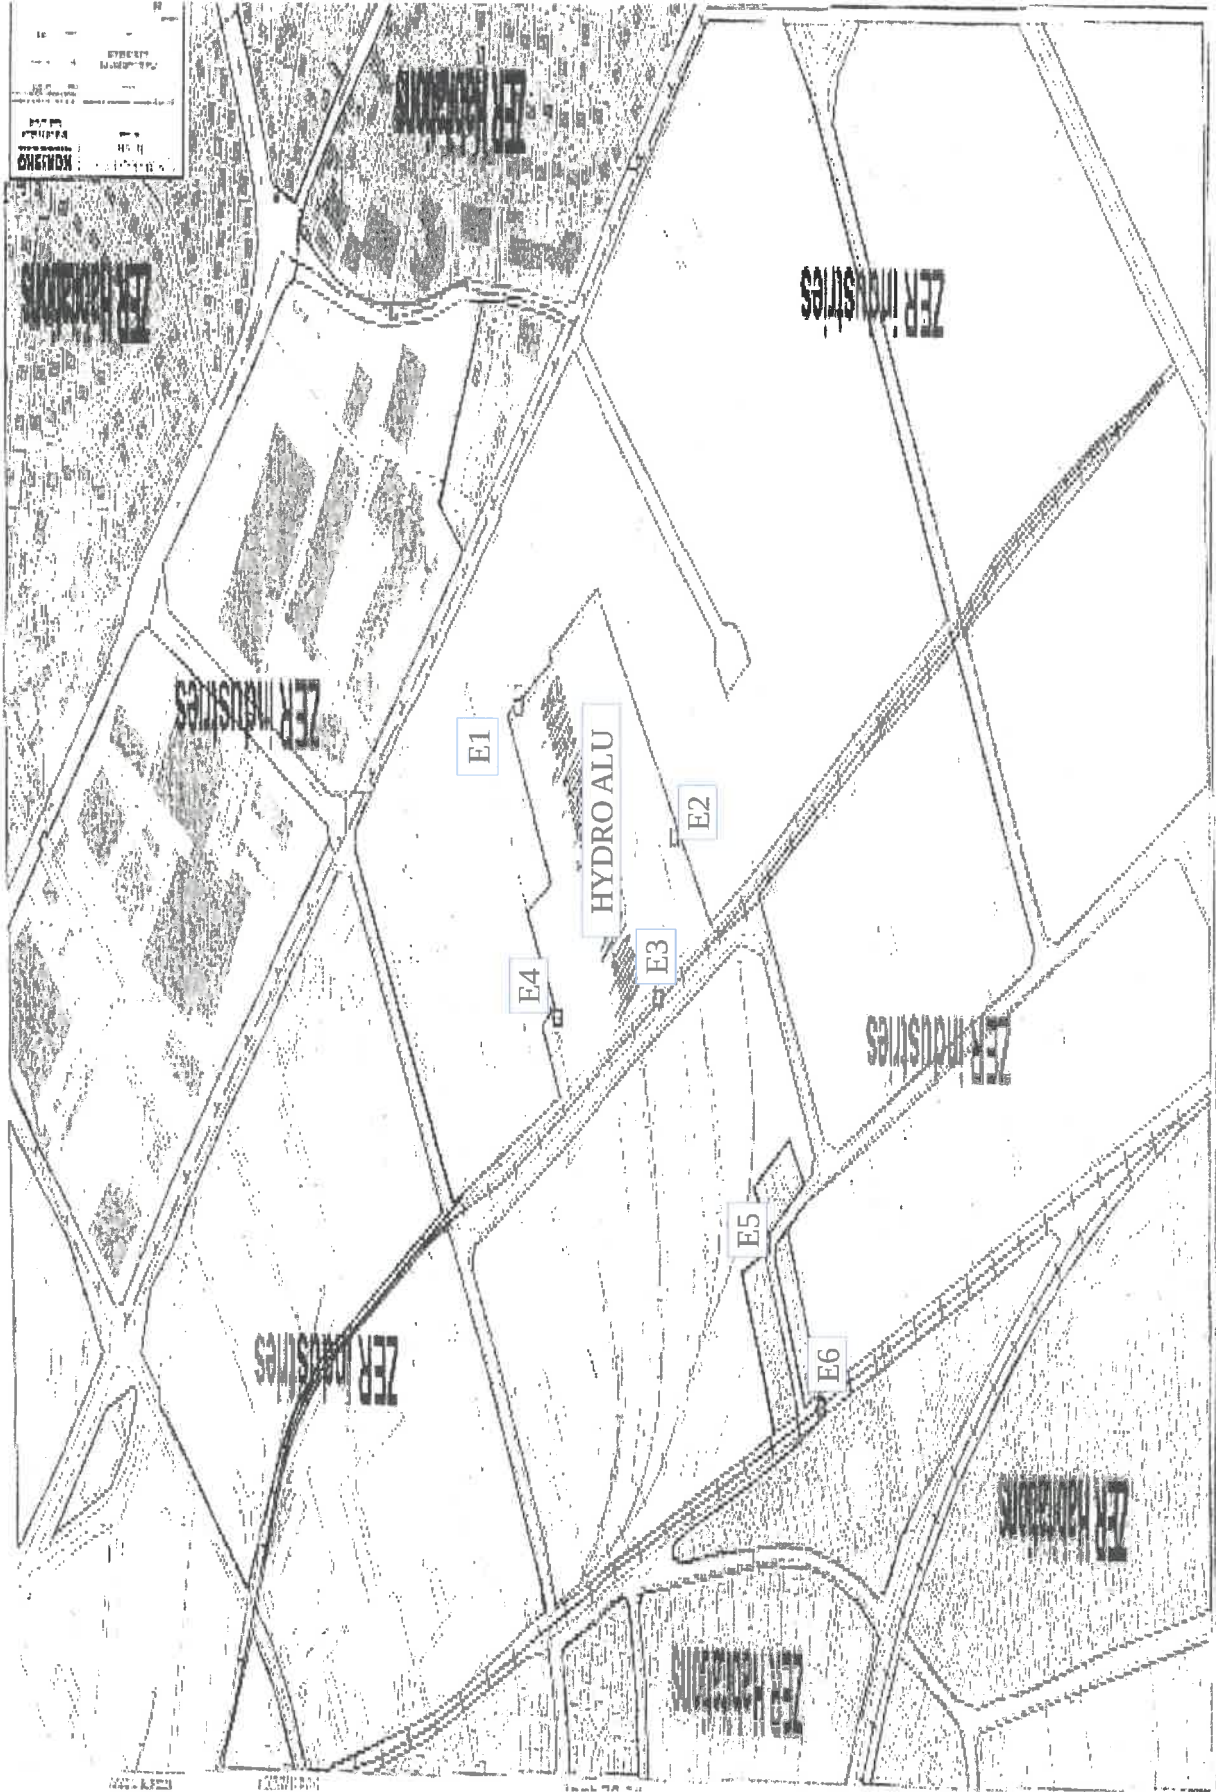 ZER Habitations
ZER Habitations
ZER Industries
ZER Industries
E1
HYDRO ALU
E2
E4
E3
ZER Industries
E5
ZER Industries
E6
ZER Habitations
ZER Habitations